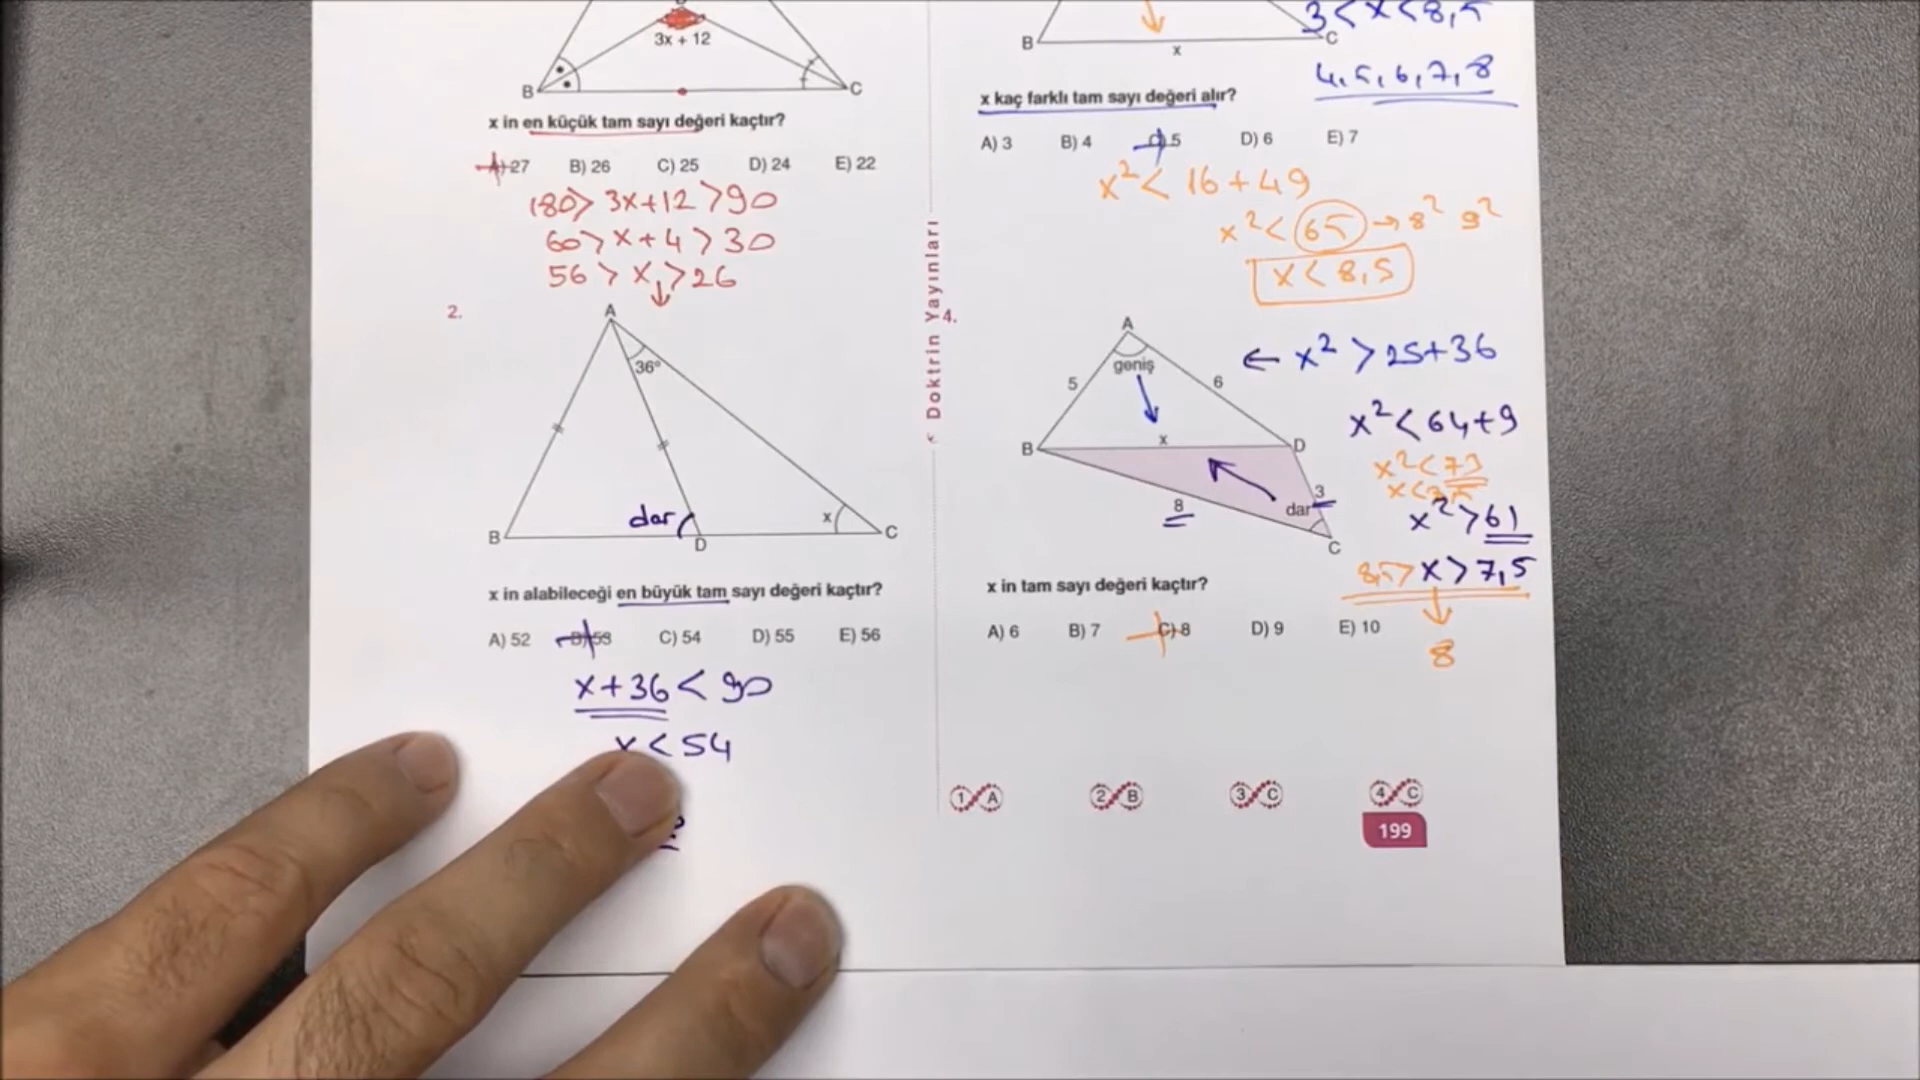 3x + 12
B
C
x in en küçük tam sayı değeri kaçtır?
A) 27 B) 26 C) 25 D) 24 E) 22
180 > 3x+12 > 90
60 > x + 4 > 30
56 > x > 26
2.
A
36°
dar
x
B
D
C
x in alabileceği en büyük tam sayı değeri kaçtır?
A) 52 B) 53 C) 54 D) 55 E) 56
x+36 < 90
x < 54
Doktrin Yayınları
3 < x < 8,5
B
x
C
4, 5, 6, 7, 8
x kaç farklı tam sayı değeri alır?
A) 3 B) 4 C) 5 D) 6 E) 7
x² < 16 + 49
x² < 65 → 8² 9²
x < 8,5
4.
A
geniş
5
6
← x² > 25+36
B
x
D
x² < 64+9
x² < 73
3
8
dar
C
x² > 61
8,5 > x > 7,5
8
x in tam sayı değeri kaçtır?
A) 6 B) 7 C) 8 D) 9 E) 10
1 A 2 B 3 C 4 C
199